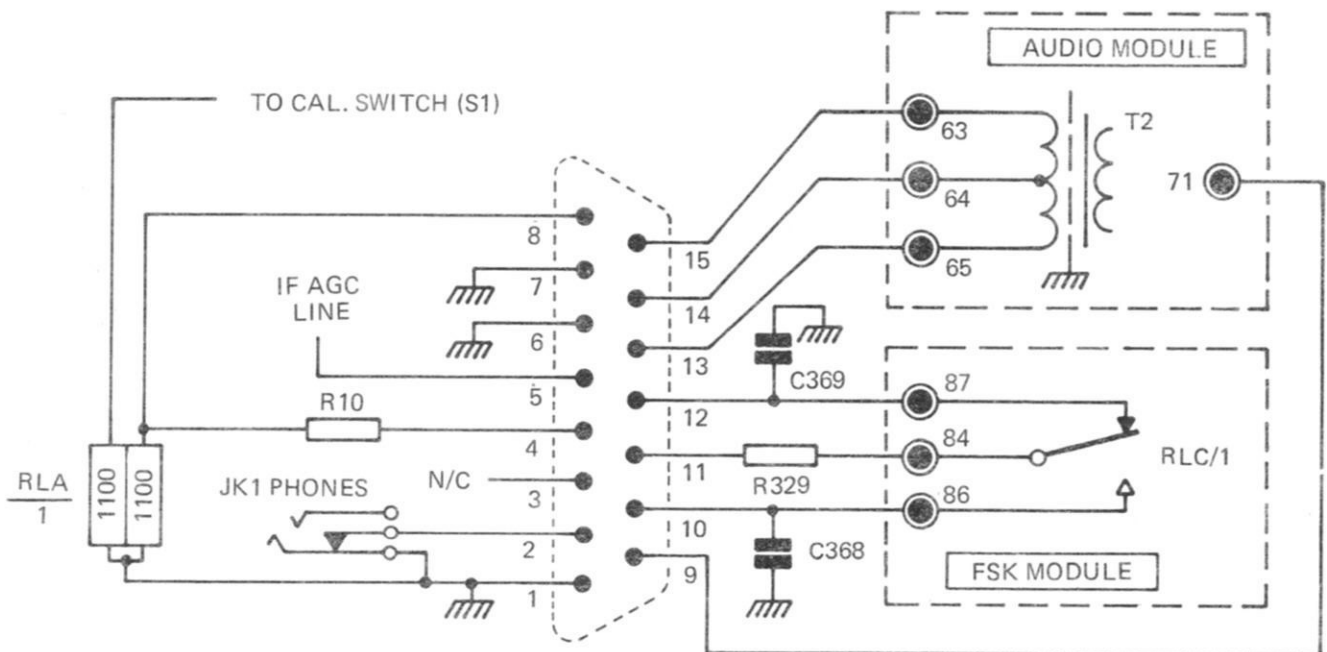 AUDIO MODULE
TO CAL. SWITCH (S1)
63
T2
64
71
65
8
15
7
14
IF AGC
LINE
6
13
C369
5
12
87
R10
4
11
84
RLC/1
R329
RLA
1
1100
1100
JK1 PHONES
N/C
3
10
86
2
9
C368
FSK MODULE
1